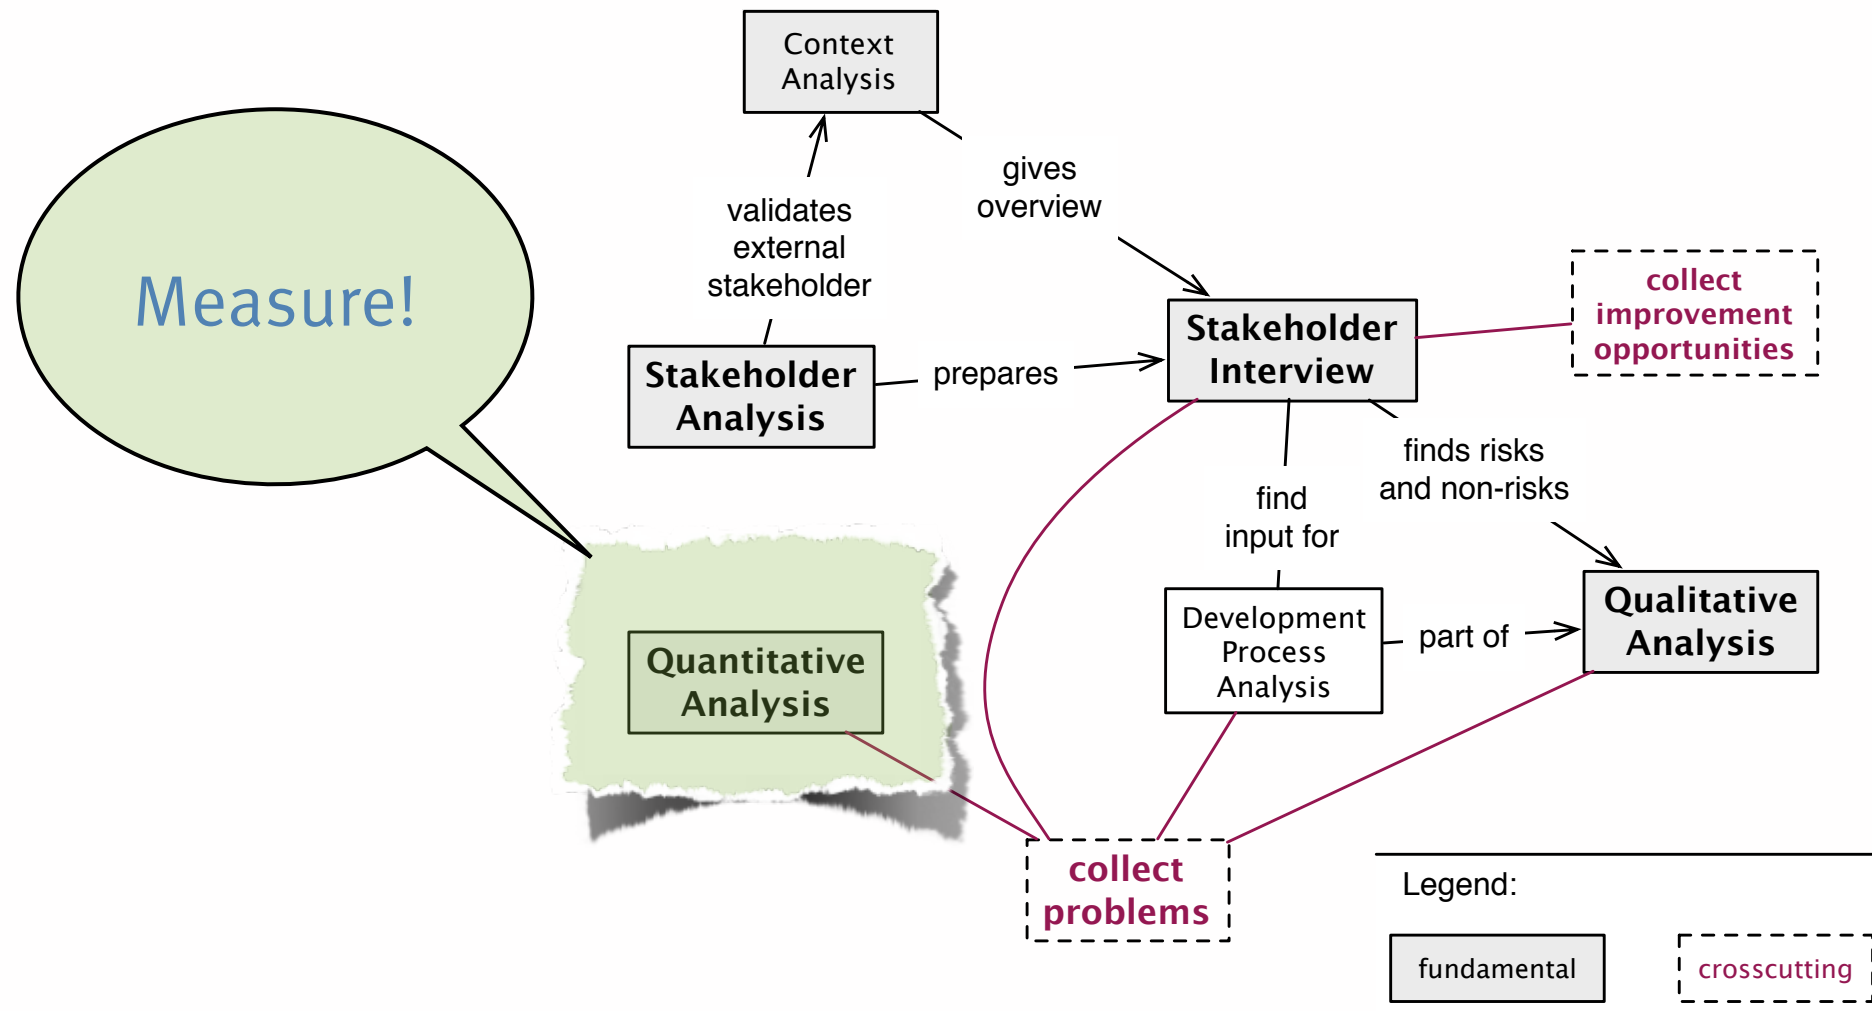 Context
Analysis
Measure!
gives
overview
validates
external
stakeholder
collect
improvement
opportunities
Stakeholder
Interview
Stakeholder
Analysis
prepares
finds risks
and non-risks
find
input for
Qualitative
Analysis
Development
Process
Analysis
part of
Quantitative
Analysis
collect
problems
Legend:
fundamental
crosscutting